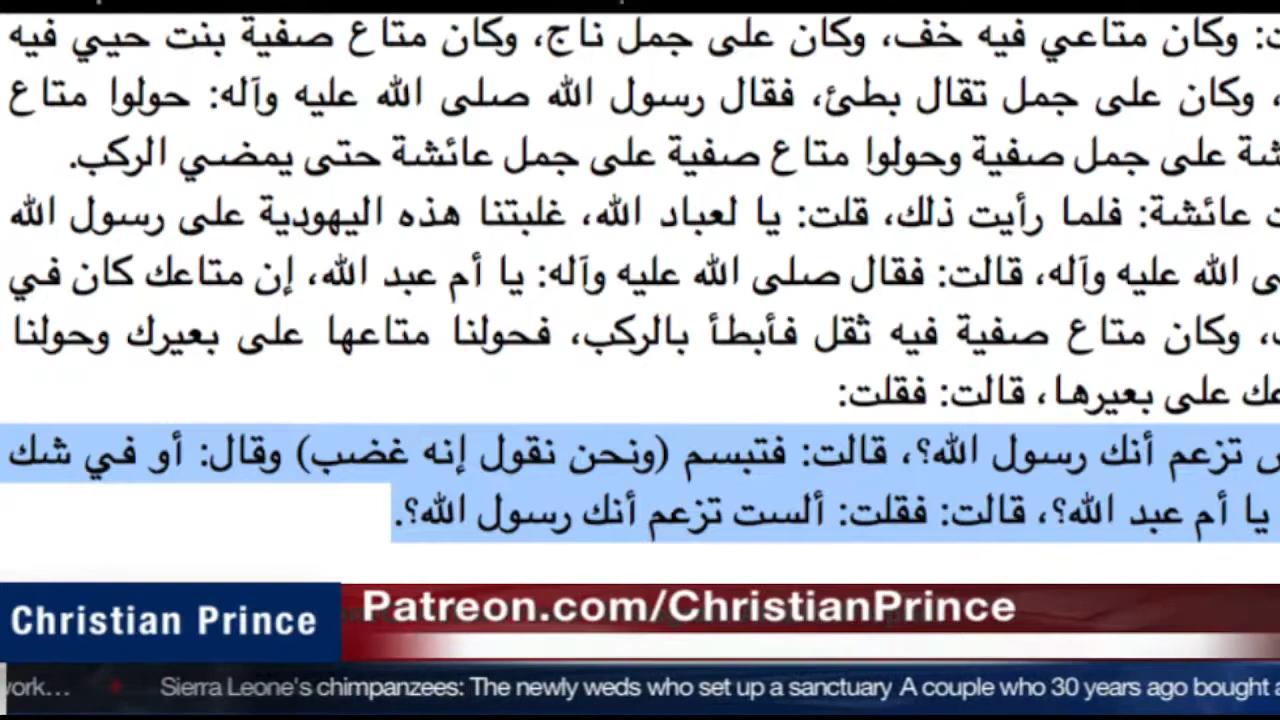 ت: وكان متاعي فيه خف، وكان على جمل ناج، وكان متاع صفية بنت حيي فيه
، وكان على جمل تقال بطئ، فقال رسول الله صلى الله عليه وآله: حولوا متاع
شة على جمل صفية وحولوا متاع صفية على جمل عائشة حتى يمضي الركب.
ت عائشة: فلما رأيت ذلك، قلت: يا لعباد الله، غلبتنا هذه اليهودية على رسول الله
ى الله عليه وآله، قالت: فقال صلى الله عليه وآله: يا أم عبد الله، إن متاعك كان في
، وكان متاع صفية فيه ثقل فأبطأ بالركب، فحولنا متاعها على بعيرك وحولنا
عك على بعيرها، قالت: فقلت:
تزعم أنك رسول الله؟، قالت: فتبسم (ونحن نقول إنه غضب) وقال: أو في شك
يا أم عبد الله؟، قالت: فقلت: ألست تزعم أنك رسول الله؟.
Christian Prince
Patreon.com/ChristianPrince
work... Sierra Leone's chimpanzees: The newly weds who set up a sanctuary A couple who 30 years ago bought a